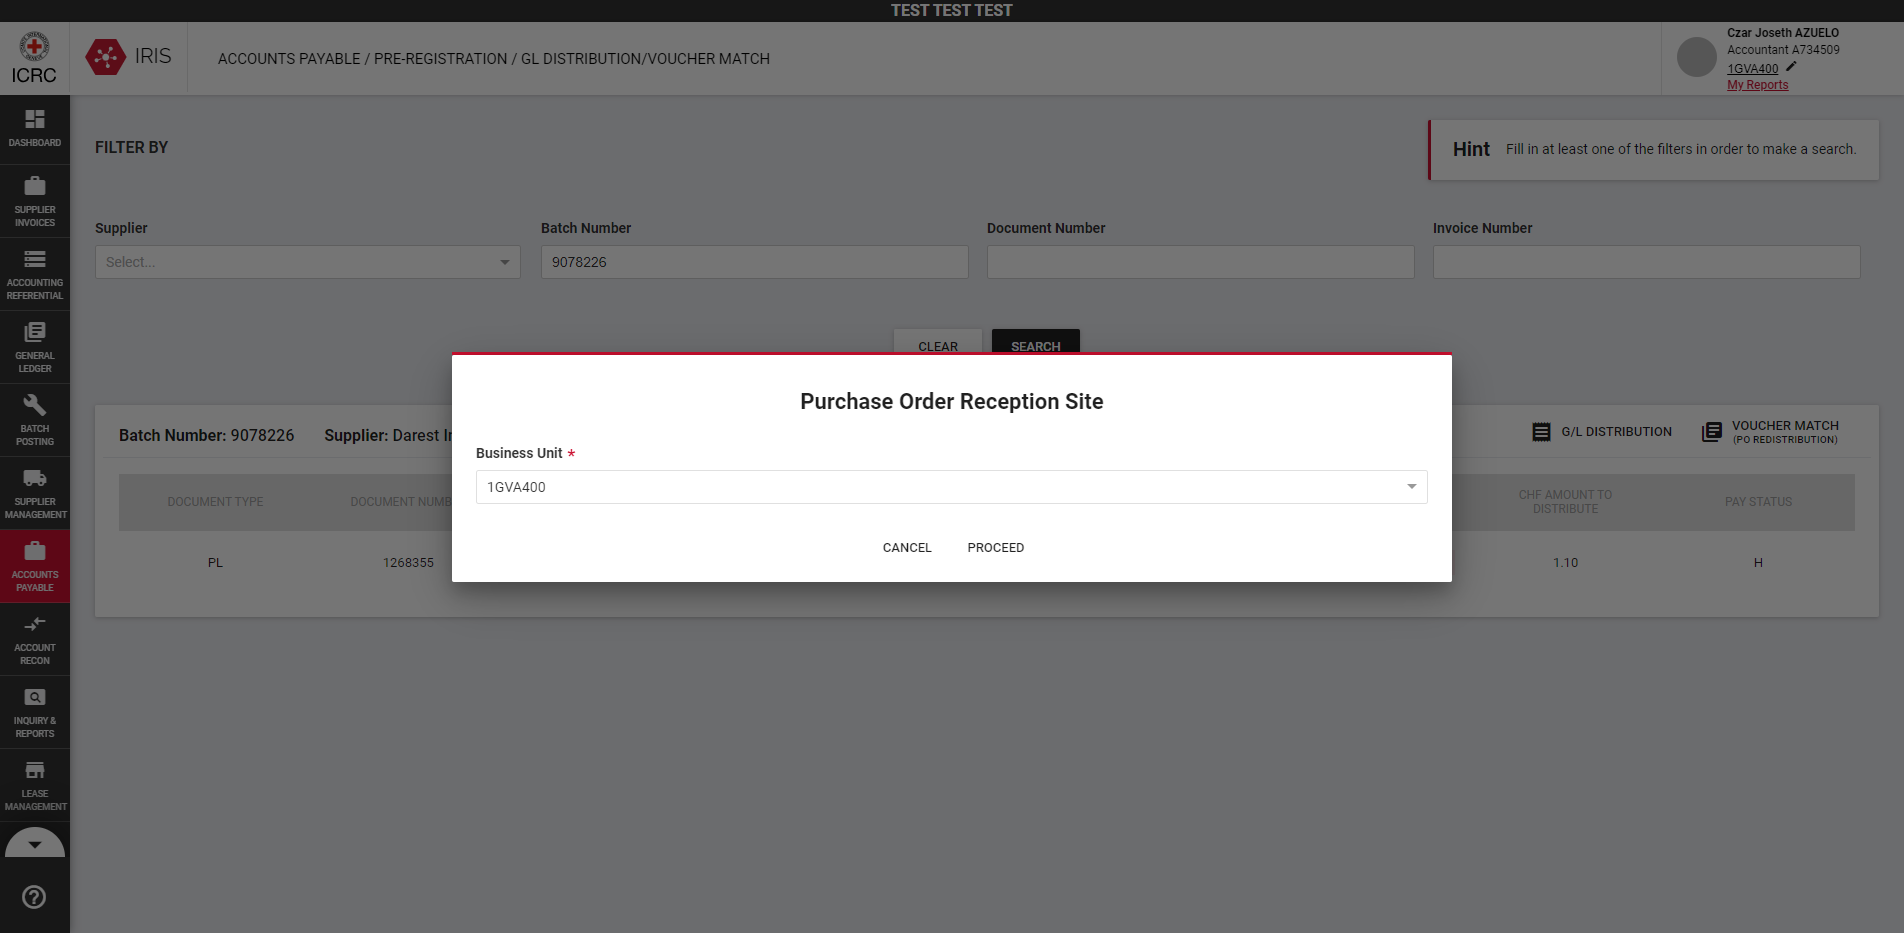 TEST TEST TEST
ICRC
IRIS
ACCOUNTS PAYABLE / PRE-REGISTRATION / GL DISTRIBUTION/VOUCHER MATCH
Czar Joseth AZUELO
Accountant A734509
1GVA400
My Reports
DASHBOARD
SUPPLIER
INVOICES
ACCOUNTING
REFERENTIAL
GENERAL
LEDGER
BATCH
POSTING
SUPPLIER
MANAGEMENT
ACCOUNTS
PAYABLE
ACCOUNT
RECON
INQUIRY &
REPORTS
LEASE
MANAGEMENT
FILTER BY
Hint Fill in at least one of the filters in order to make a search.
Supplier Batch Number Document Number Invoice Number
Select... 9078226
CLEAR SEARCH
Purchase Order Reception Site
Business Unit *
1GVA400
CANCEL PROCEED
Batch Number: 9078226 Supplier: Darest
G/L DISTRIBUTION VOUCHER MATCH
(PO REDISTRIBUTION)
DOCUMENT TYPE DOCUMENT NUMB CHF AMOUNT TO
DISTRIBUTE PAY STATUS
PL 1268355 1.10 H